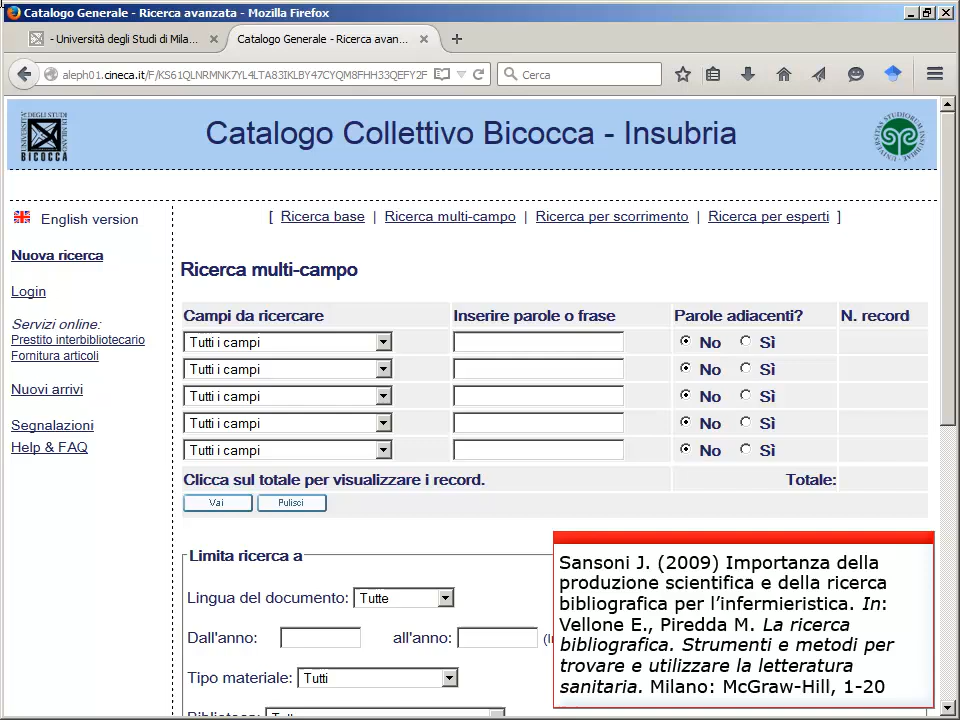 Catalogo Generale - Ricerca avanzata - Mozilla Firefox
- Università degli Studi di Mila...
Catalogo Generale - Ricerca avan...
aleph01.cineca.it/F/KS61QLNRMNK7YL4LTA83IKLBY47CYQM8FHH33QEFY2F
Cerca
Catalogo Collettivo Bicocca - Insubria
BICOCCA
English version
[ Ricerca base | Ricerca multi-campo | Ricerca per scorrimento | Ricerca per esperti ]
Nuova ricerca
Login
Servizi online:
Prestito interbibliotecario
Fornitura articoli
Nuovi arrivi
Segnalazioni
Help & FAQ
Ricerca multi-campo
Campi da ricercare Inserire parole o frase Parole adiacenti? N. record
Tutti i campi No Sì
Tutti i campi No Sì
Tutti i campi No Sì
Tutti i campi No Sì
Tutti i campi No Sì
Clicca sul totale per visualizzare i record. Totale:
Vai Pulisci
Limita ricerca a
Lingua del documento: Tutte
Dall'anno: all'anno:
Tipo materiale: Tutti
Sansoni J. (2009) Importanza della
produzione scientifica e della ricerca
bibliografica per l’infermieristica. In:
Vellone E., Piredda M. La ricerca
bibliografica. Strumenti e metodi per
trovare e utilizzare la letteratura
sanitaria. Milano: McGraw-Hill, 1-20